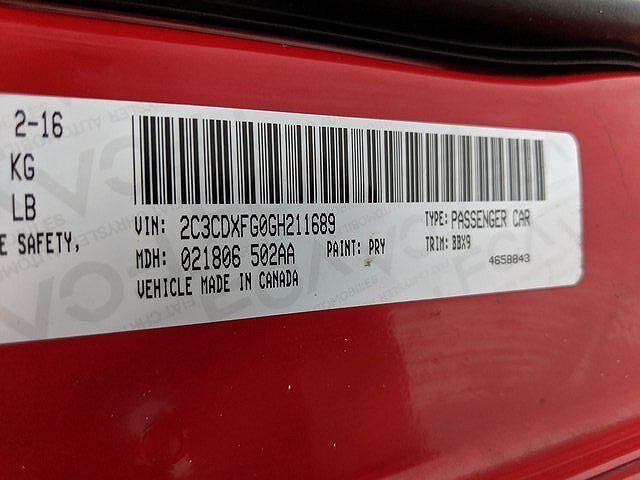 2-16
KG
LB
E SAFETY,
VIN: 2C3CDXFG0GH211689
TYPE: PASSENGER CAR
MDH: 021806 502AA
PAINT: PRY
TRIM: BBX9
VEHICLE MADE IN CANADA
4658843